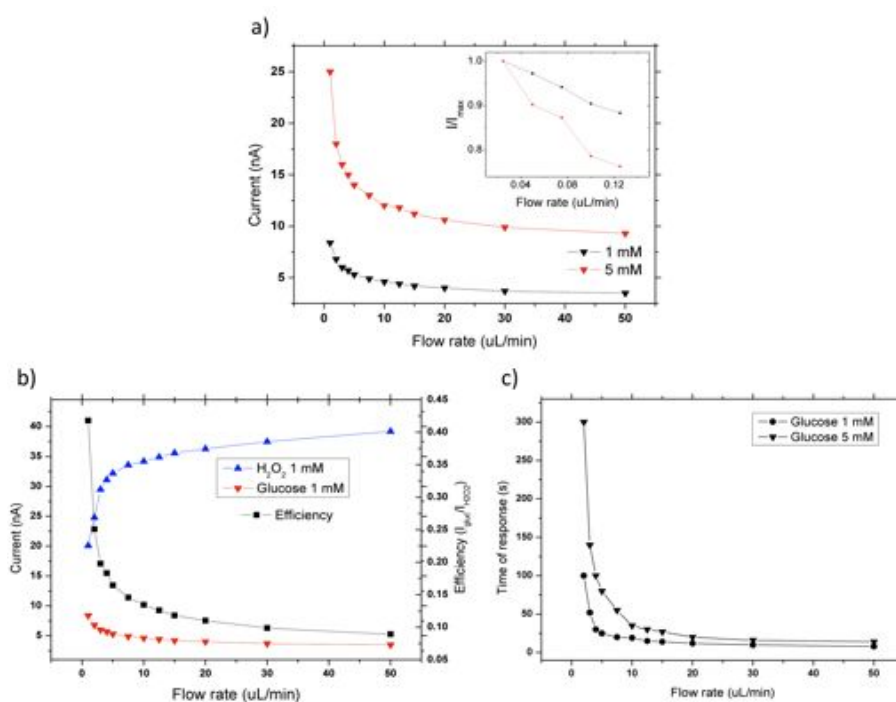 a)
25
20
15
10
5
Current (nA)
0 10 20 30 40 50
Flow rate (uL/min)
1 mM
5 mM
1.0
0.9
0.8
I/Imax
0.04 0.08 0.12
Flow rate (uL/min)
b)
40
35
30
25
20
15
10
5
Current (nA)
0.45
0.40
0.35
0.30
0.25
0.20
0.15
0.10
0.05
Efficiency (Igluc/IH2O2)
H2O2 1 mM
Glucose 1 mM
Efficiency
0 10 20 30 40 50
Flow rate (uL/min)
c)
300
250
200
150
100
50
0
Time of response (s)
Glucose 1 mM
Glucose 5 mM
0 10 20 30 40 50
Flow rate (uL/min)